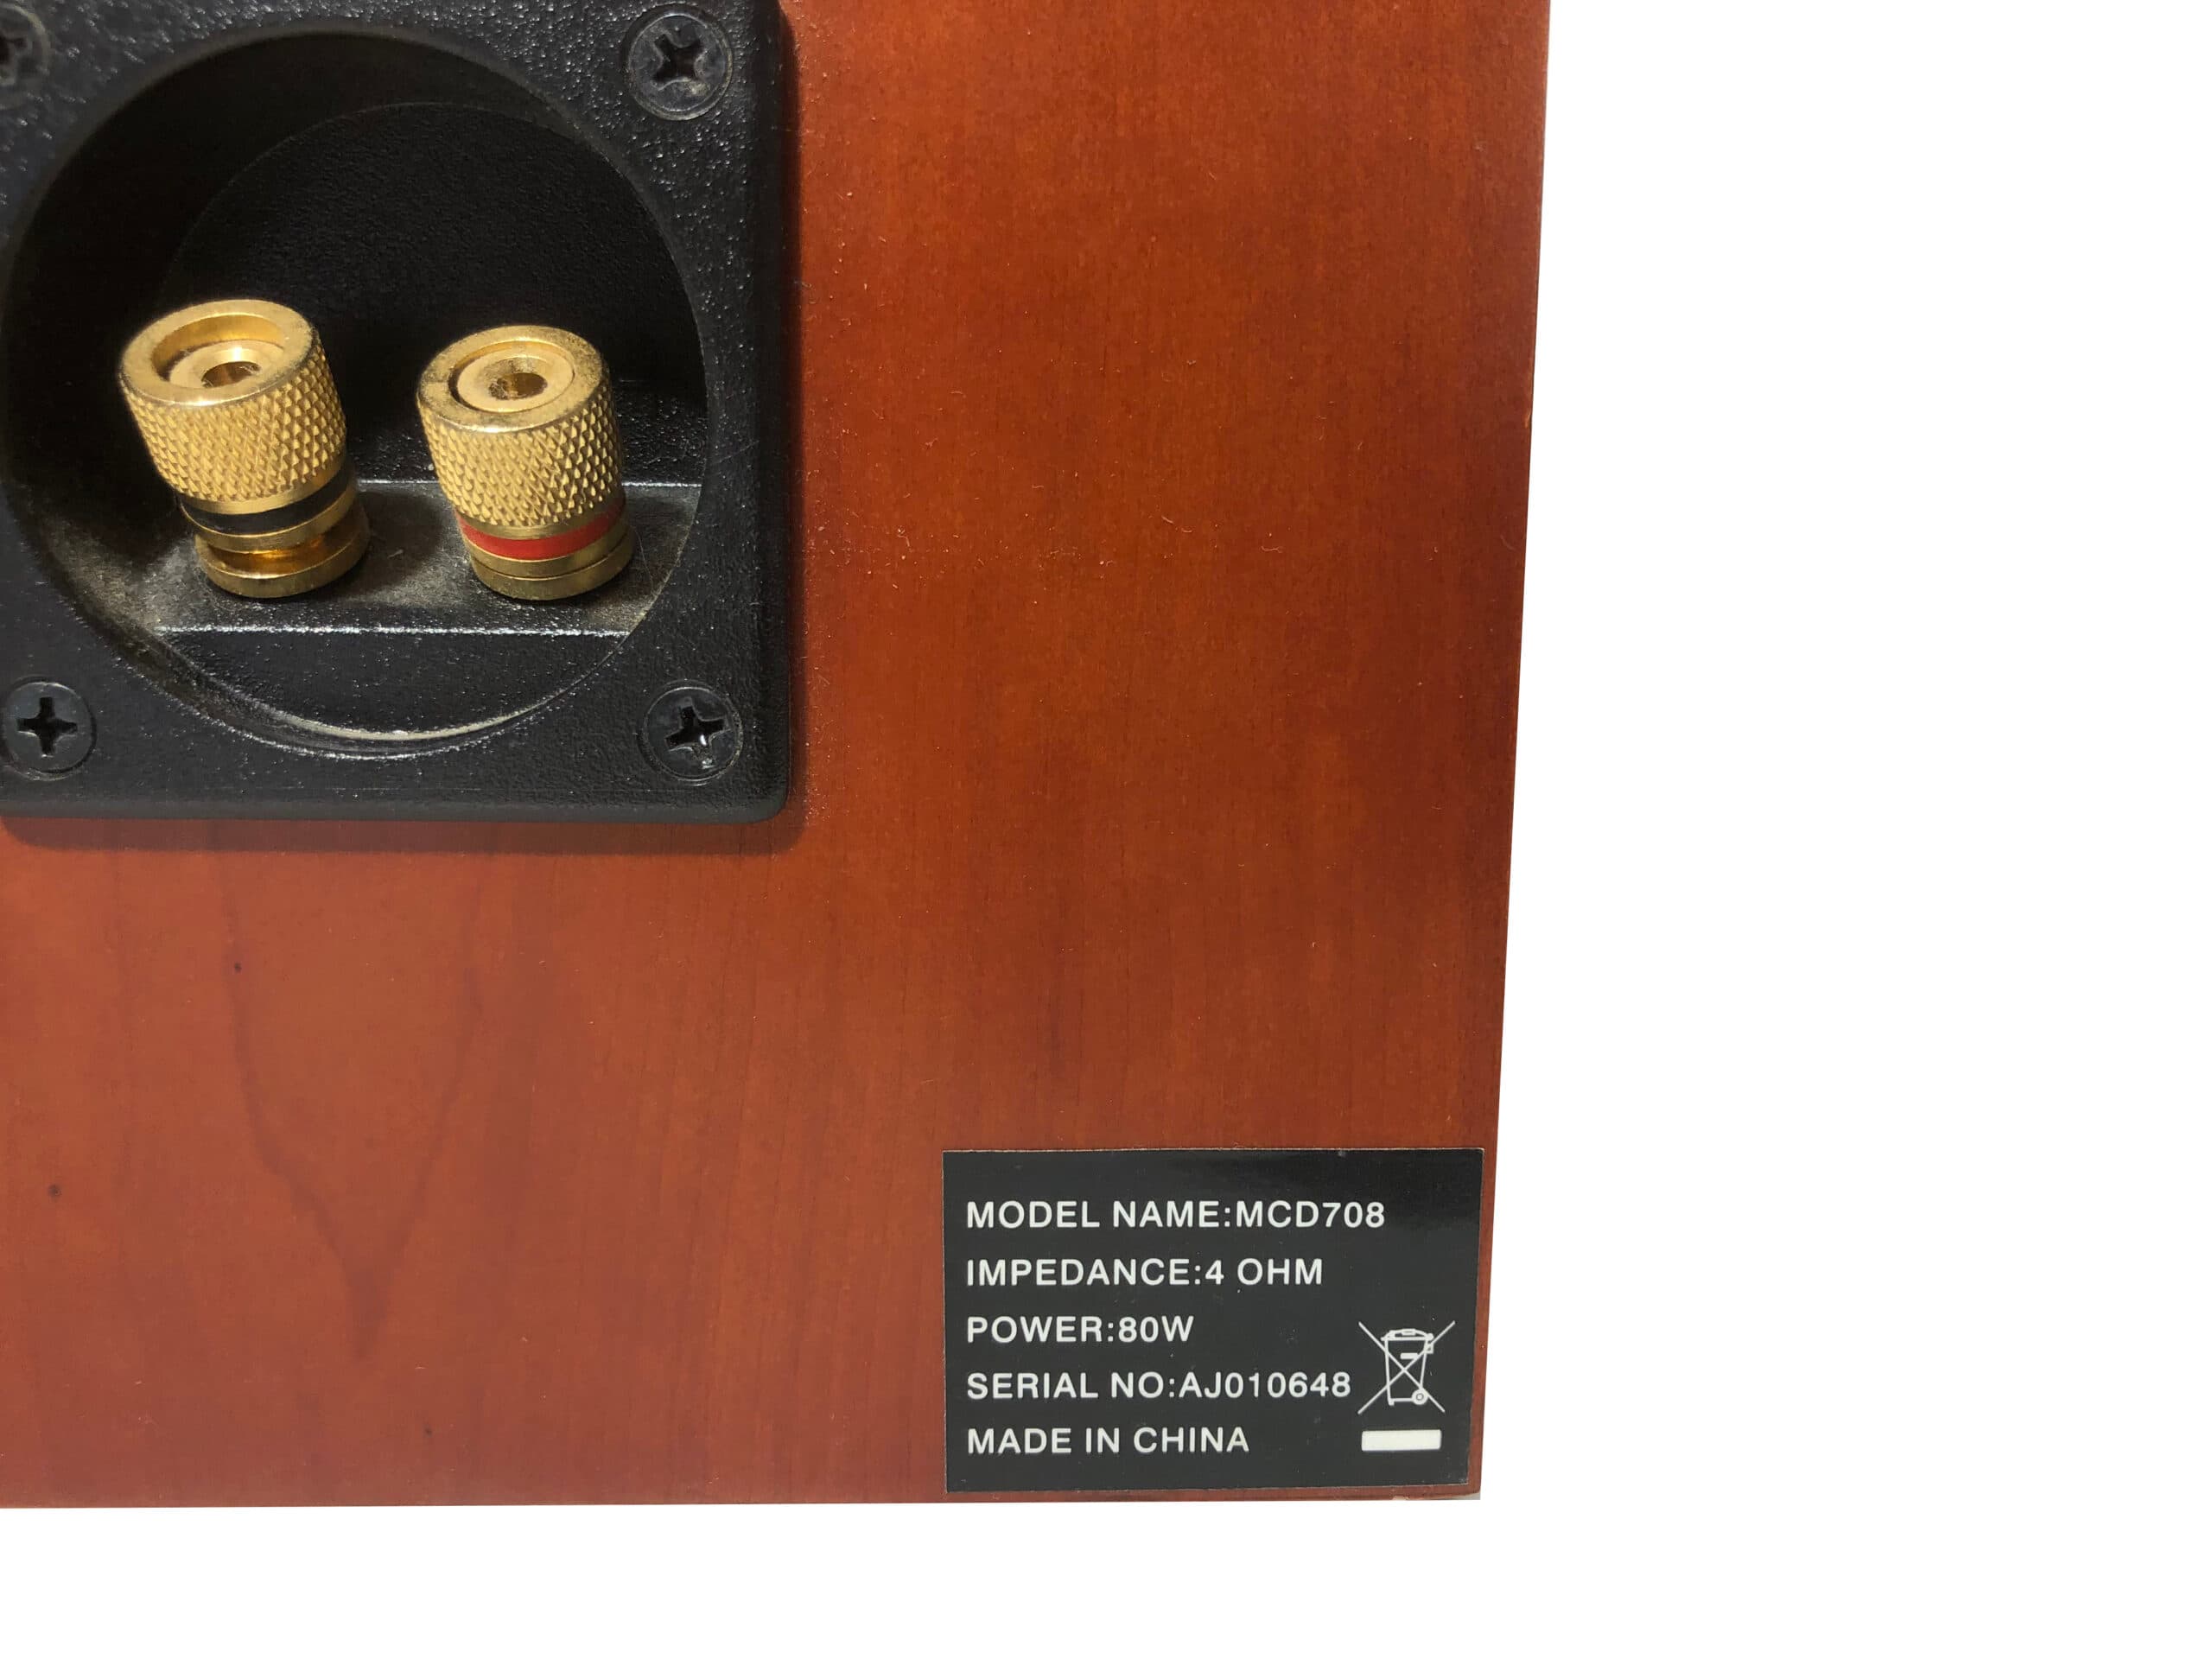 MODEL NAME:MCD708
IMPEDANCE:4 OHM
POWER:80W
SERIAL NO:AJ010648
MADE IN CHINA